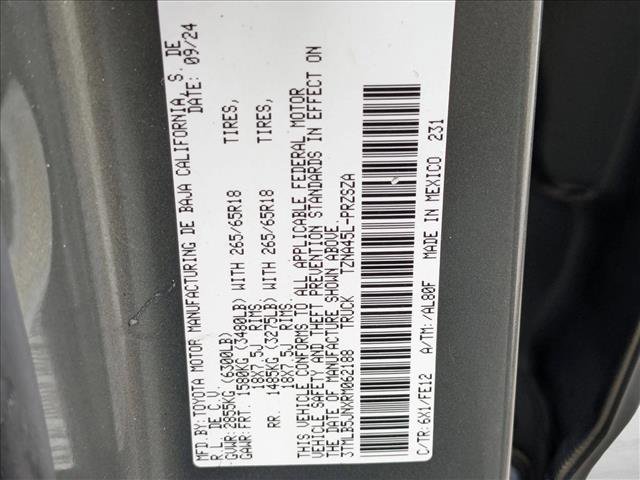 MFD.BY: TOYOTA MOTOR MANUFACTURING DE BAJA CALIFORNIA, S. DE
R.L. DE C.V. DATE: 09/24
GVWR: 2855KG (6300LB)
GAWR: FRT. 1580KG (3480LB) WITH 265/65R18 TIRES,
18X7.5J RIMS
RR. 1485KG (3275LB) WITH 265/65R18 TIRES,
18X7.5J RIMS.
THIS VEHICLE CONFORMS TO ALL APPLICABLE FEDERAL MOTOR
VEHICLE SAFETY AND THEFT PREVENTION STANDARDS IN EFFECT ON
THE DATE OF MANUFACTURE SHOWN ABOVE.
3TMLB5JNXRM062188 TRUCK TZNA45L-PRZSZA
C/TR: 6X1/FE12 A/TM: /AL80F MADE IN MEXICO 231